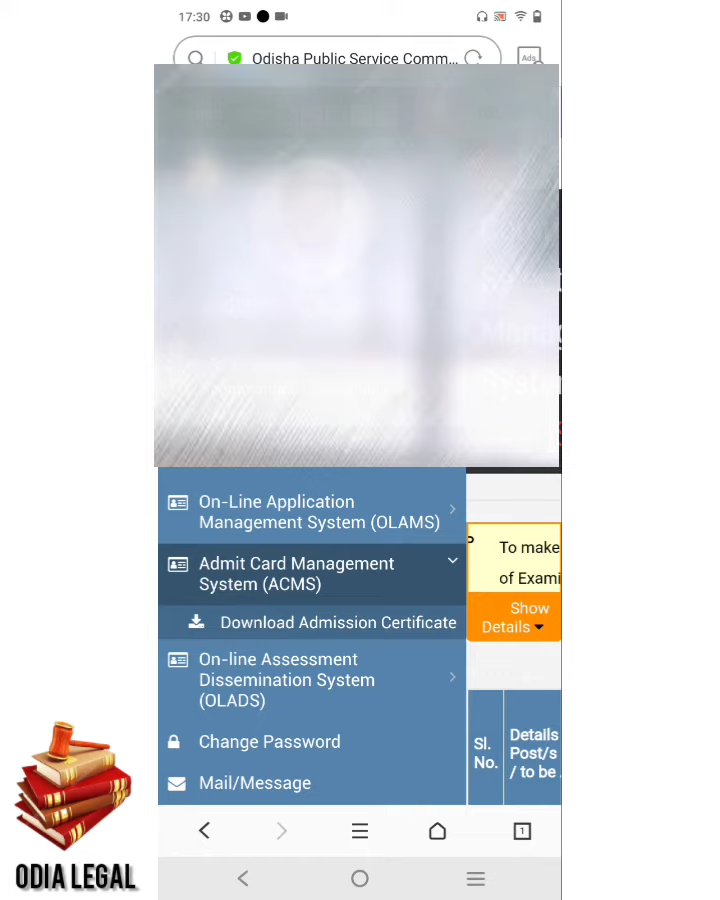 17:30
Odisha Public Service Comm...
Ads
On-Line Application
Management System (OLAMS)
Admit Card Management
System (ACMS)
Download Admission Certificate
On-line Assessment
Dissemination System
(OLADS)
Change Password
Mail/Message
To make
of Exami
Show
Details
Sl.
No.
Details
Post/s
/ to be
1
ODIA LEGAL